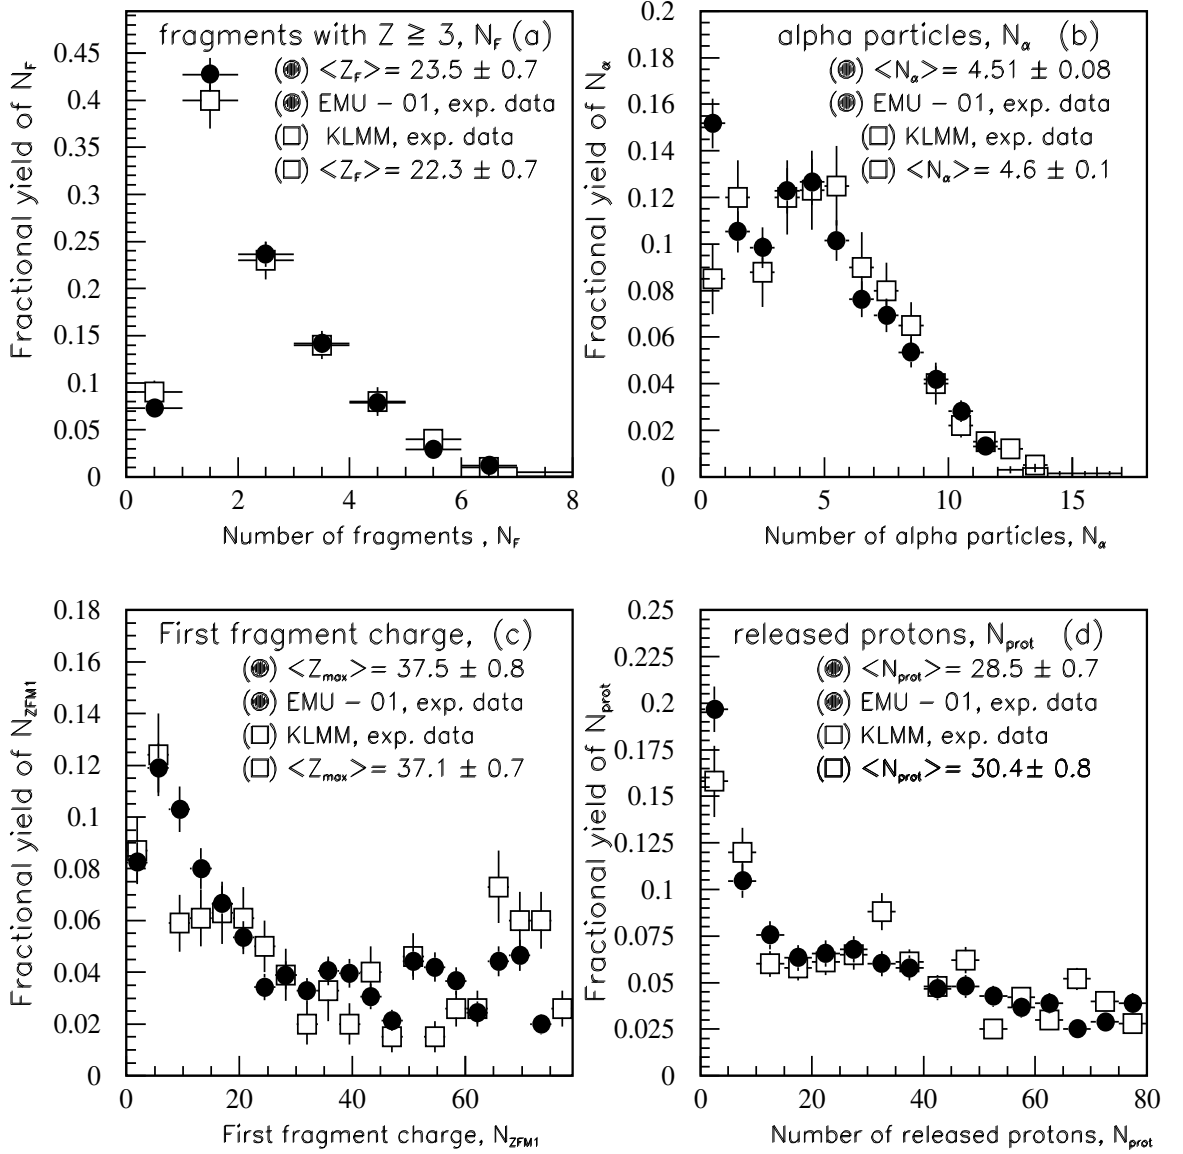 fragments with Z ≧ 3, N_F (a)
(●) <Z_F>= 23.5 ± 0.7
(●) EMU – 01, exp. data
(□) KLMM, exp. data
(□) <Z_F>= 22.3 ± 0.7
Fractional yield of N_F
0.45
0.4
0.35
0.3
0.25
0.2
0.15
0.1
0.05
0
0 2 4 6 8
Number of fragments , N_F
alpha particles, N_α (b)
(●) <N_α>= 4.51 ± 0.08
(●) EMU – 01, exp. data
(□) KLMM, exp. data
(□) <N_α>= 4.6 ± 0.1
Fractional yield of N_α
0.2
0.18
0.16
0.14
0.12
0.1
0.08
0.06
0.04
0.02
0
0 5 10 15
Number of alpha particles, N_α
First fragment charge, (c)
(●) <Z_max>= 37.5 ± 0.8
(●) EMU – 01, exp. data
(□) KLMM, exp. data
(□) <Z_max>= 37.1 ± 0.7
Fractional yield of N_ZFM1
0.18
0.16
0.14
0.12
0.1
0.08
0.06
0.04
0.02
0
0 20 40 60
First fragment charge, N_ZFM1
released protons, N_prot (d)
(●) <N_prot>= 28.5 ± 0.7
(●) EMU – 01, exp. data
(□) KLMM, exp. data
(□) <N_prot>= 30.4± 0.8
Fractional yield of N_prot
0.25
0.225
0.2
0.175
0.15
0.125
0.1
0.075
0.05
0.025
0
0 20 40 60 80
Number of released protons, N_prot